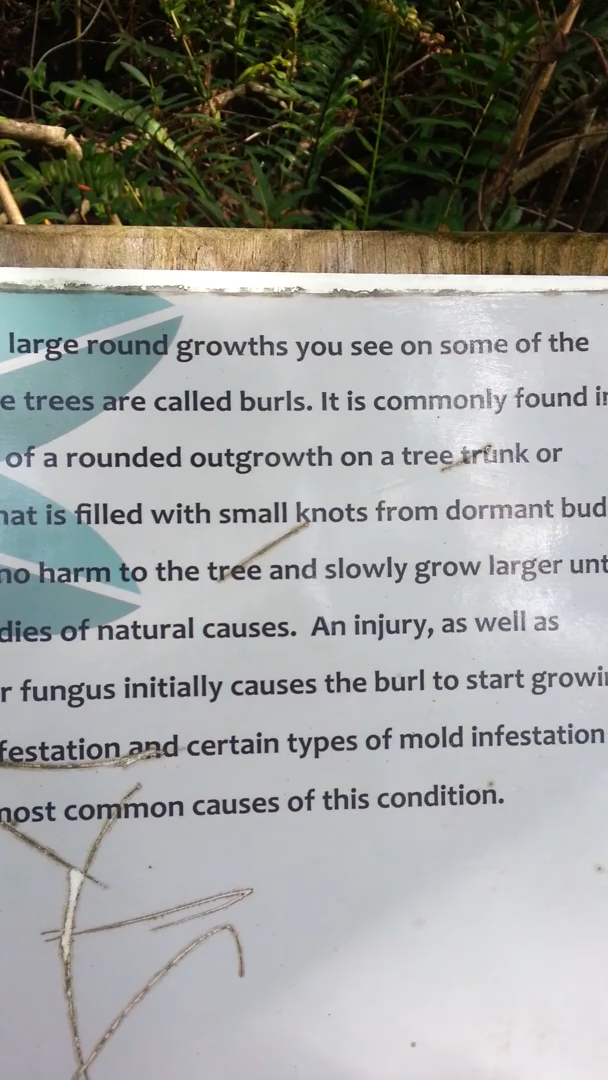 large round growths you see on some of the
e trees are called burls. It is commonly found in
of a rounded outgrowth on a tree trunk or
hat is filled with small knots from dormant bud
no harm to the tree and slowly grow larger unt
dies of natural causes. An injury, as well as
r fungus initially causes the burl to start growin
festation and certain types of mold infestation
most common causes of this condition.